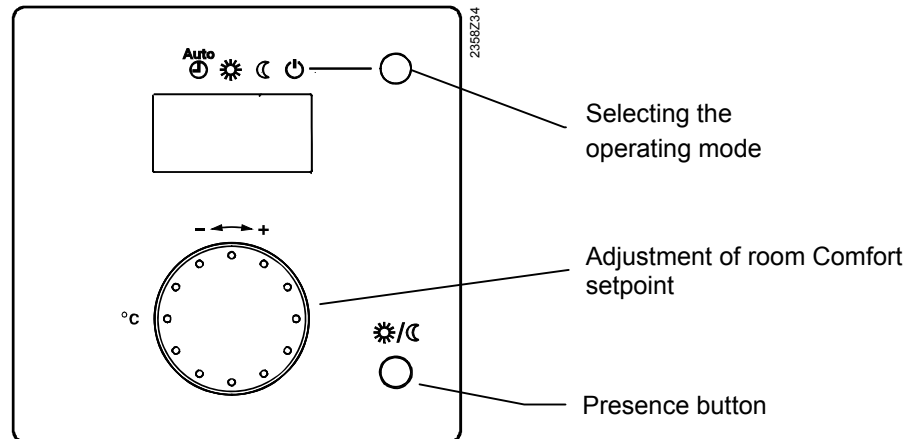 2358Z34
Auto
Selecting the
operating mode
- +
Adjustment of room Comfort
setpoint
°C
/
Presence button